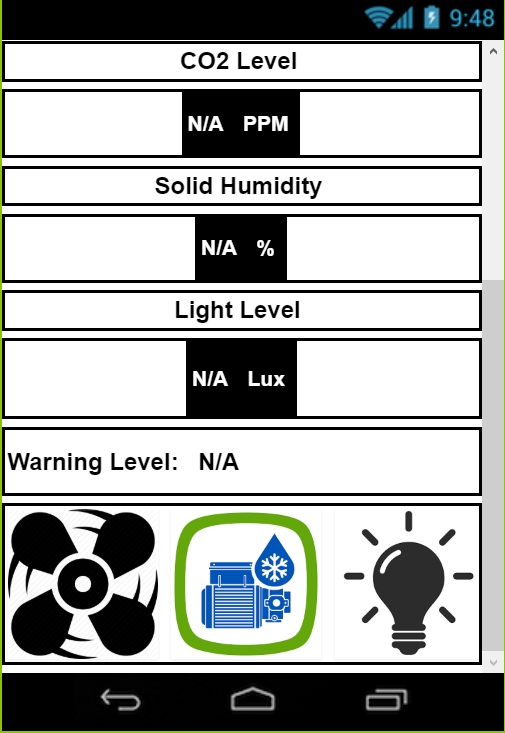 9:48
CO2 Level
N/A PPM
Solid Humidity
N/A %
Light Level
N/A Lux
Warning Level: N/A